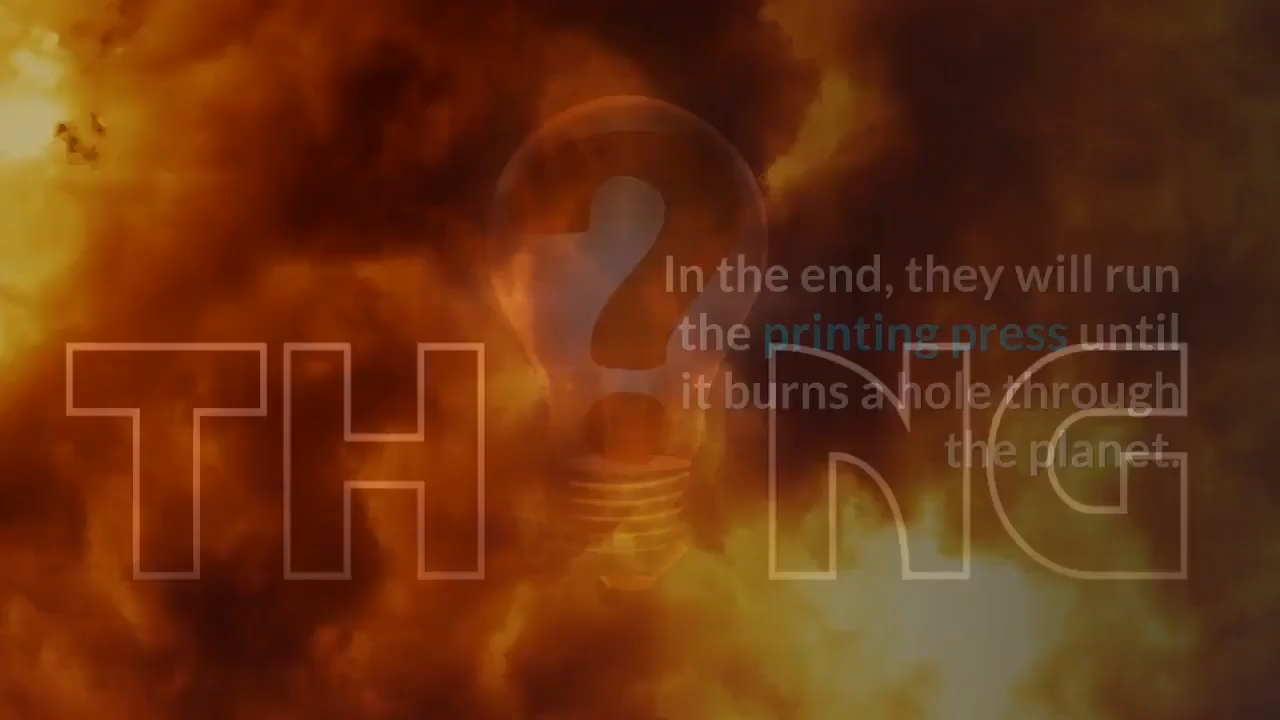 In the end, they will run
the printing press until
it burns a hole through
the planet.
TH?NG